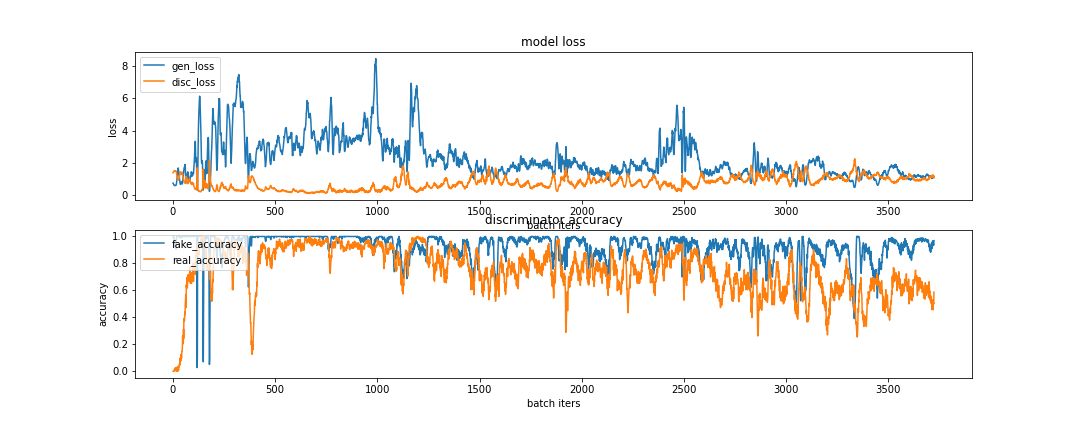 model loss
8
6
4
2
0
loss
gen_loss
disc_loss
0 500 1000 1500 2000 2500 3000 3500
batch iters
discriminator accuracy
1.0
0.8
0.6
0.4
0.2
0.0
accuracy
fake_accuracy
real_accuracy
0 500 1000 1500 2000 2500 3000 3500
batch iters